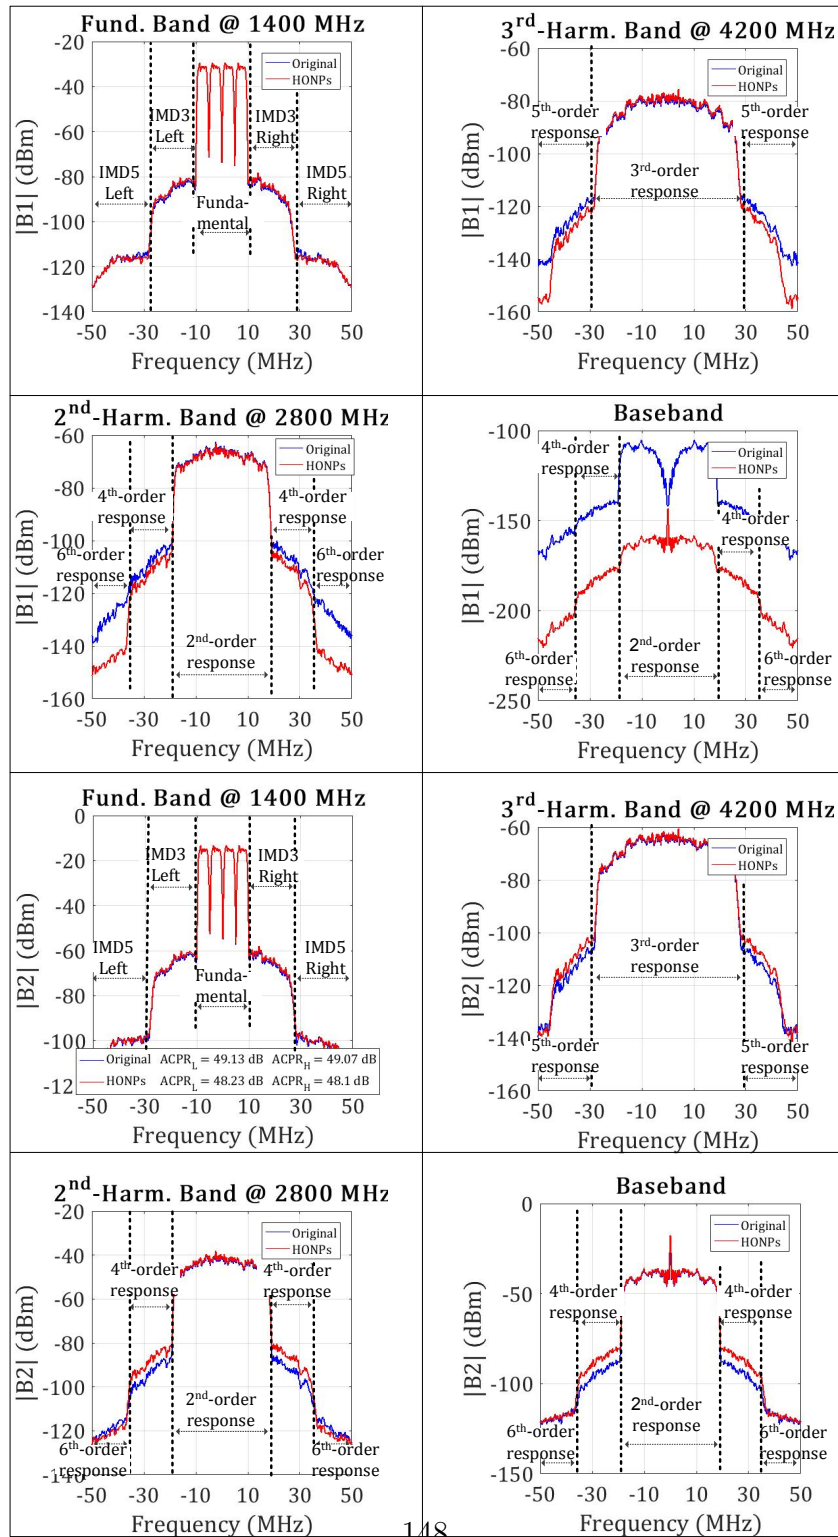 Fund. Band @ 1400 MHz
-20
-40
-60
-80
-100
-120
-140
|B1| (dBm)
IMD3
Left
IMD3
Right
IMD5
Left
IMD5
Right
Funda-
mental
Original
HONPs
-50 -30 -10 10 30 50
Frequency (MHz)
3rd-Harm. Band @ 4200 MHz
-60
-80
-100
-120
-140
-160
|B1| (dBm)
Original
HONPs
5th-order
response
5th-order
response
3rd-order
response
-50 -30 -10 10 30 50
Frequency (MHz)
2nd-Harm. Band @ 2800 MHz
-60
-80
-100
-120
-140
-160
|B1| (dBm)
Original
HONPs
4th-order
response
4th-order
response
6th-order
response
6th-order
response
2nd-order
response
-50 -30 -10 10 30 50
Frequency (MHz)
Baseband
-100
-150
-200
-250
|B1| (dBm)
Original
HONPs
4th-order
response
4th-order
response
6th-order
response
2nd-order
response
6th-order
response
-50 -30 -10 10 30 50
Frequency (MHz)
Fund. Band @ 1400 MHz
0
-20
-40
-60
-80
-100
|B2| (dBm)
IMD3
Left
IMD3
Right
IMD5
Left
IMD5
Right
Funda-
mental
Original ACPRL = 49.13 dB ACPRH = 49.07 dB
HONPs ACPRL = 48.23 dB ACPRH = 48.1 dB
-50 -30 -10 10 30 50
Frequency (MHz)
3rd-Harm. Band @ 4200 MHz
-60
-80
-100
-120
-140
-160
|B2| (dBm)
Original
HONPs
3rd-order
response
5th-order
response
5th-order
response
-50 -30 -10 10 30 50
Frequency (MHz)
2nd-Harm. Band @ 2800 MHz
-20
-40
-60
-80
-100
-120
|B2| (dBm)
Original
HONPs
4th-order
response
4th-order
response
2nd-order
response
6th-order
response
6th-order
response
-50 -30 -10 10 30 50
Frequency (MHz)
Baseband
0
-50
-100
-150
|B2| (dBm)
Original
HONPs
4th-order
response
4th-order
response
6th-order
response
2nd-order
response
6th-order
response
-50 -30 -10 10 30 50
Frequency (MHz)